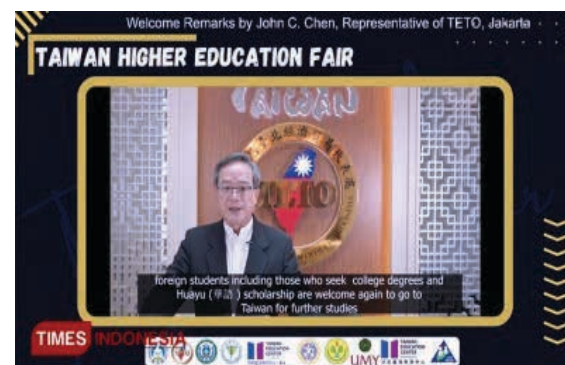 Welcome Remarks by John C. Chen, Representative of TETO, Jakarta
TAIWAN HIGHER EDUCATION FAIR
TAIWAN
TETO
foreign students including those who seek college degrees and
Huayu (華語) scholarship are welcome again to go to
Taiwan for further studies
TIMES INDONESIA
UMY